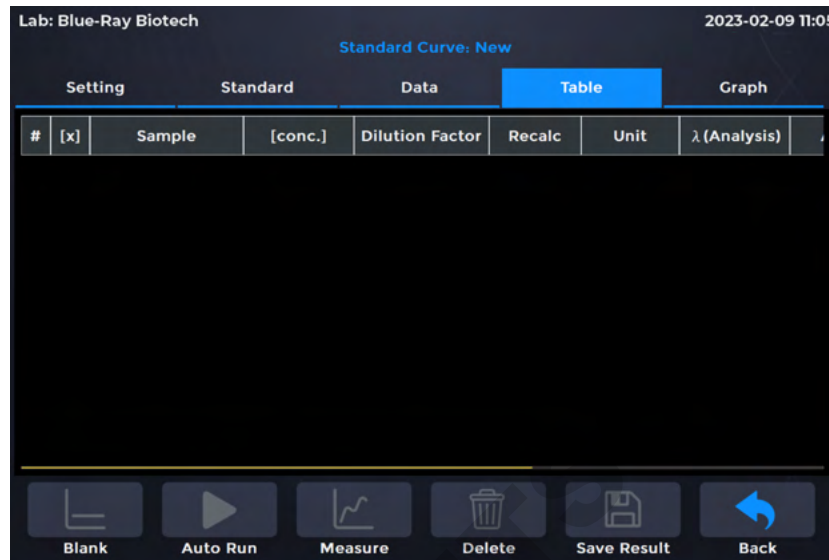 Lab: Blue-Ray Biotech 2023-02-09 11:05
Standard Curve: New
Setting Standard Data Table Graph
# [x] Sample [conc.] Dilution Factor Recalc Unit λ (Analysis)
Blank Auto Run Measure Delete Save Result Back